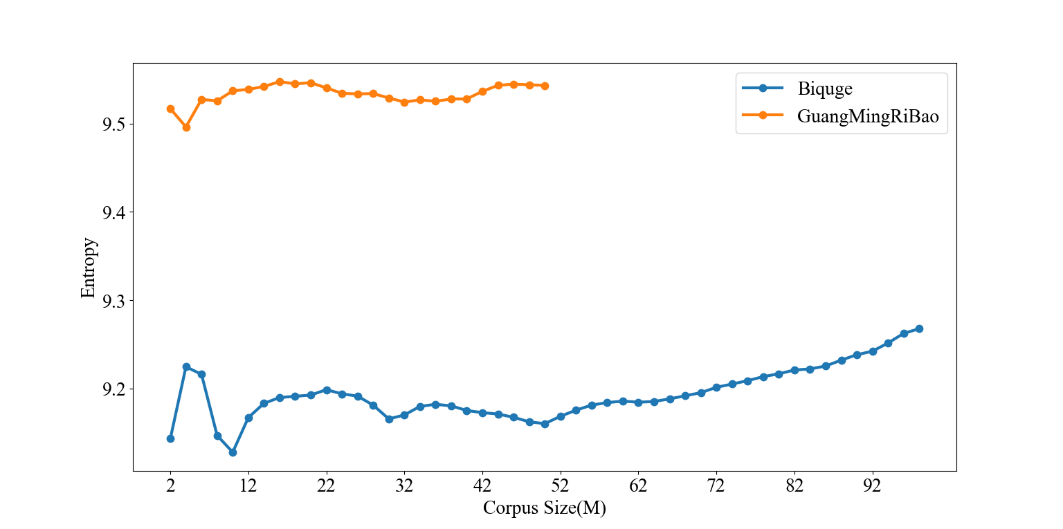 Biquge
GuangMingRiBao
9.5
9.4
9.3
9.2
Entropy
2 12 22 32 42 52 62 72 82 92
Corpus Size(M)